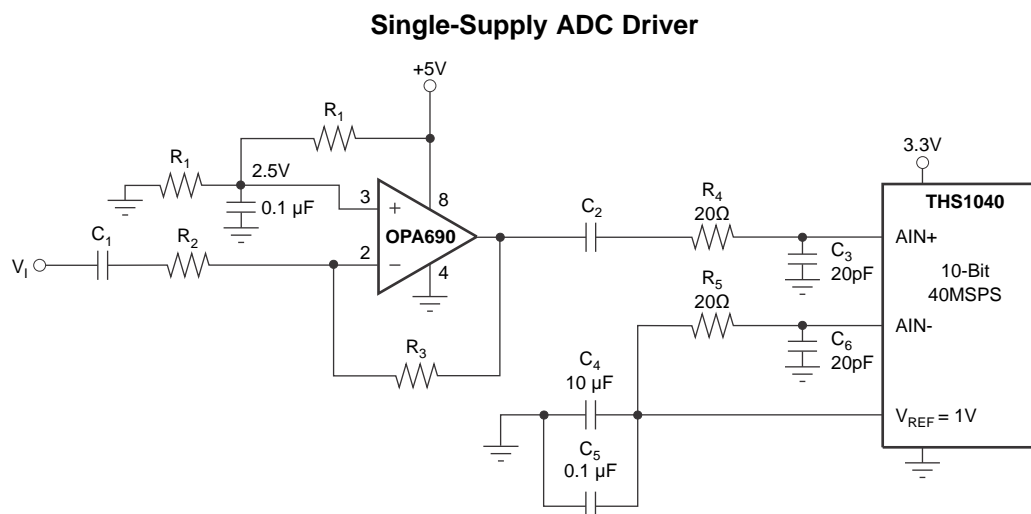 Single-Supply ADC Driver
+5V
R1
R1
2.5V
0.1 µF
3
+
8
OPA690
2
−
4
C1
R2
VI
R3
C2
R4
20Ω
C3
20pF
R5
20Ω
C6
20pF
C4
10 µF
C5
0.1 µF
3.3V
THS1040
AIN+
10-Bit
40MSPS
AIN-
VREF = 1V